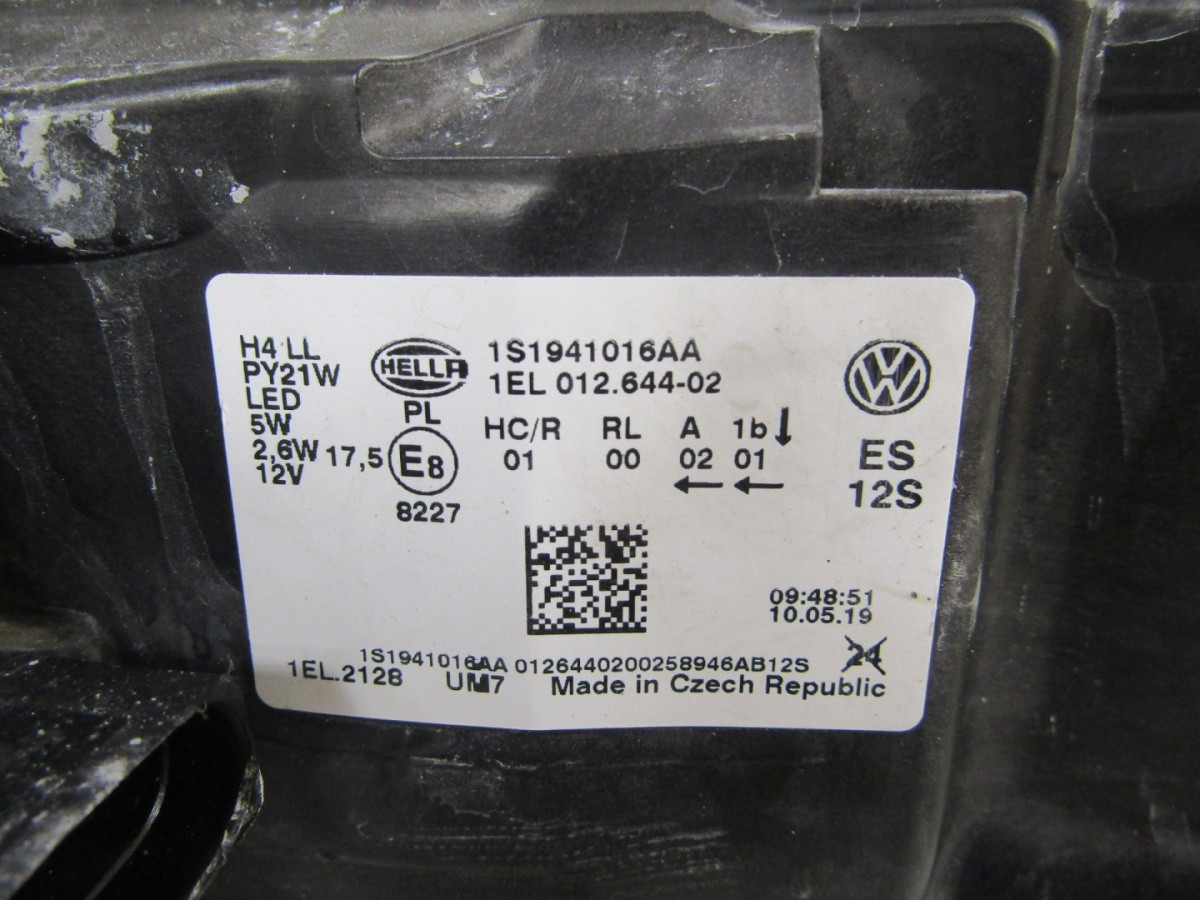 H4 LL
PY21W
LED
5W
2,6W
12V
HELLA
PL
17,5
E8
8227
1S1941016AA
1EL 012.644-02
HC/R RL A 1b ↓
01 00 02 01
← ←
VW
ES
12S
09:48:51
10.05.19
24
1S1941016AA 0126440200258946AB12S
1EL.2128 UM7 Made in Czech Republic